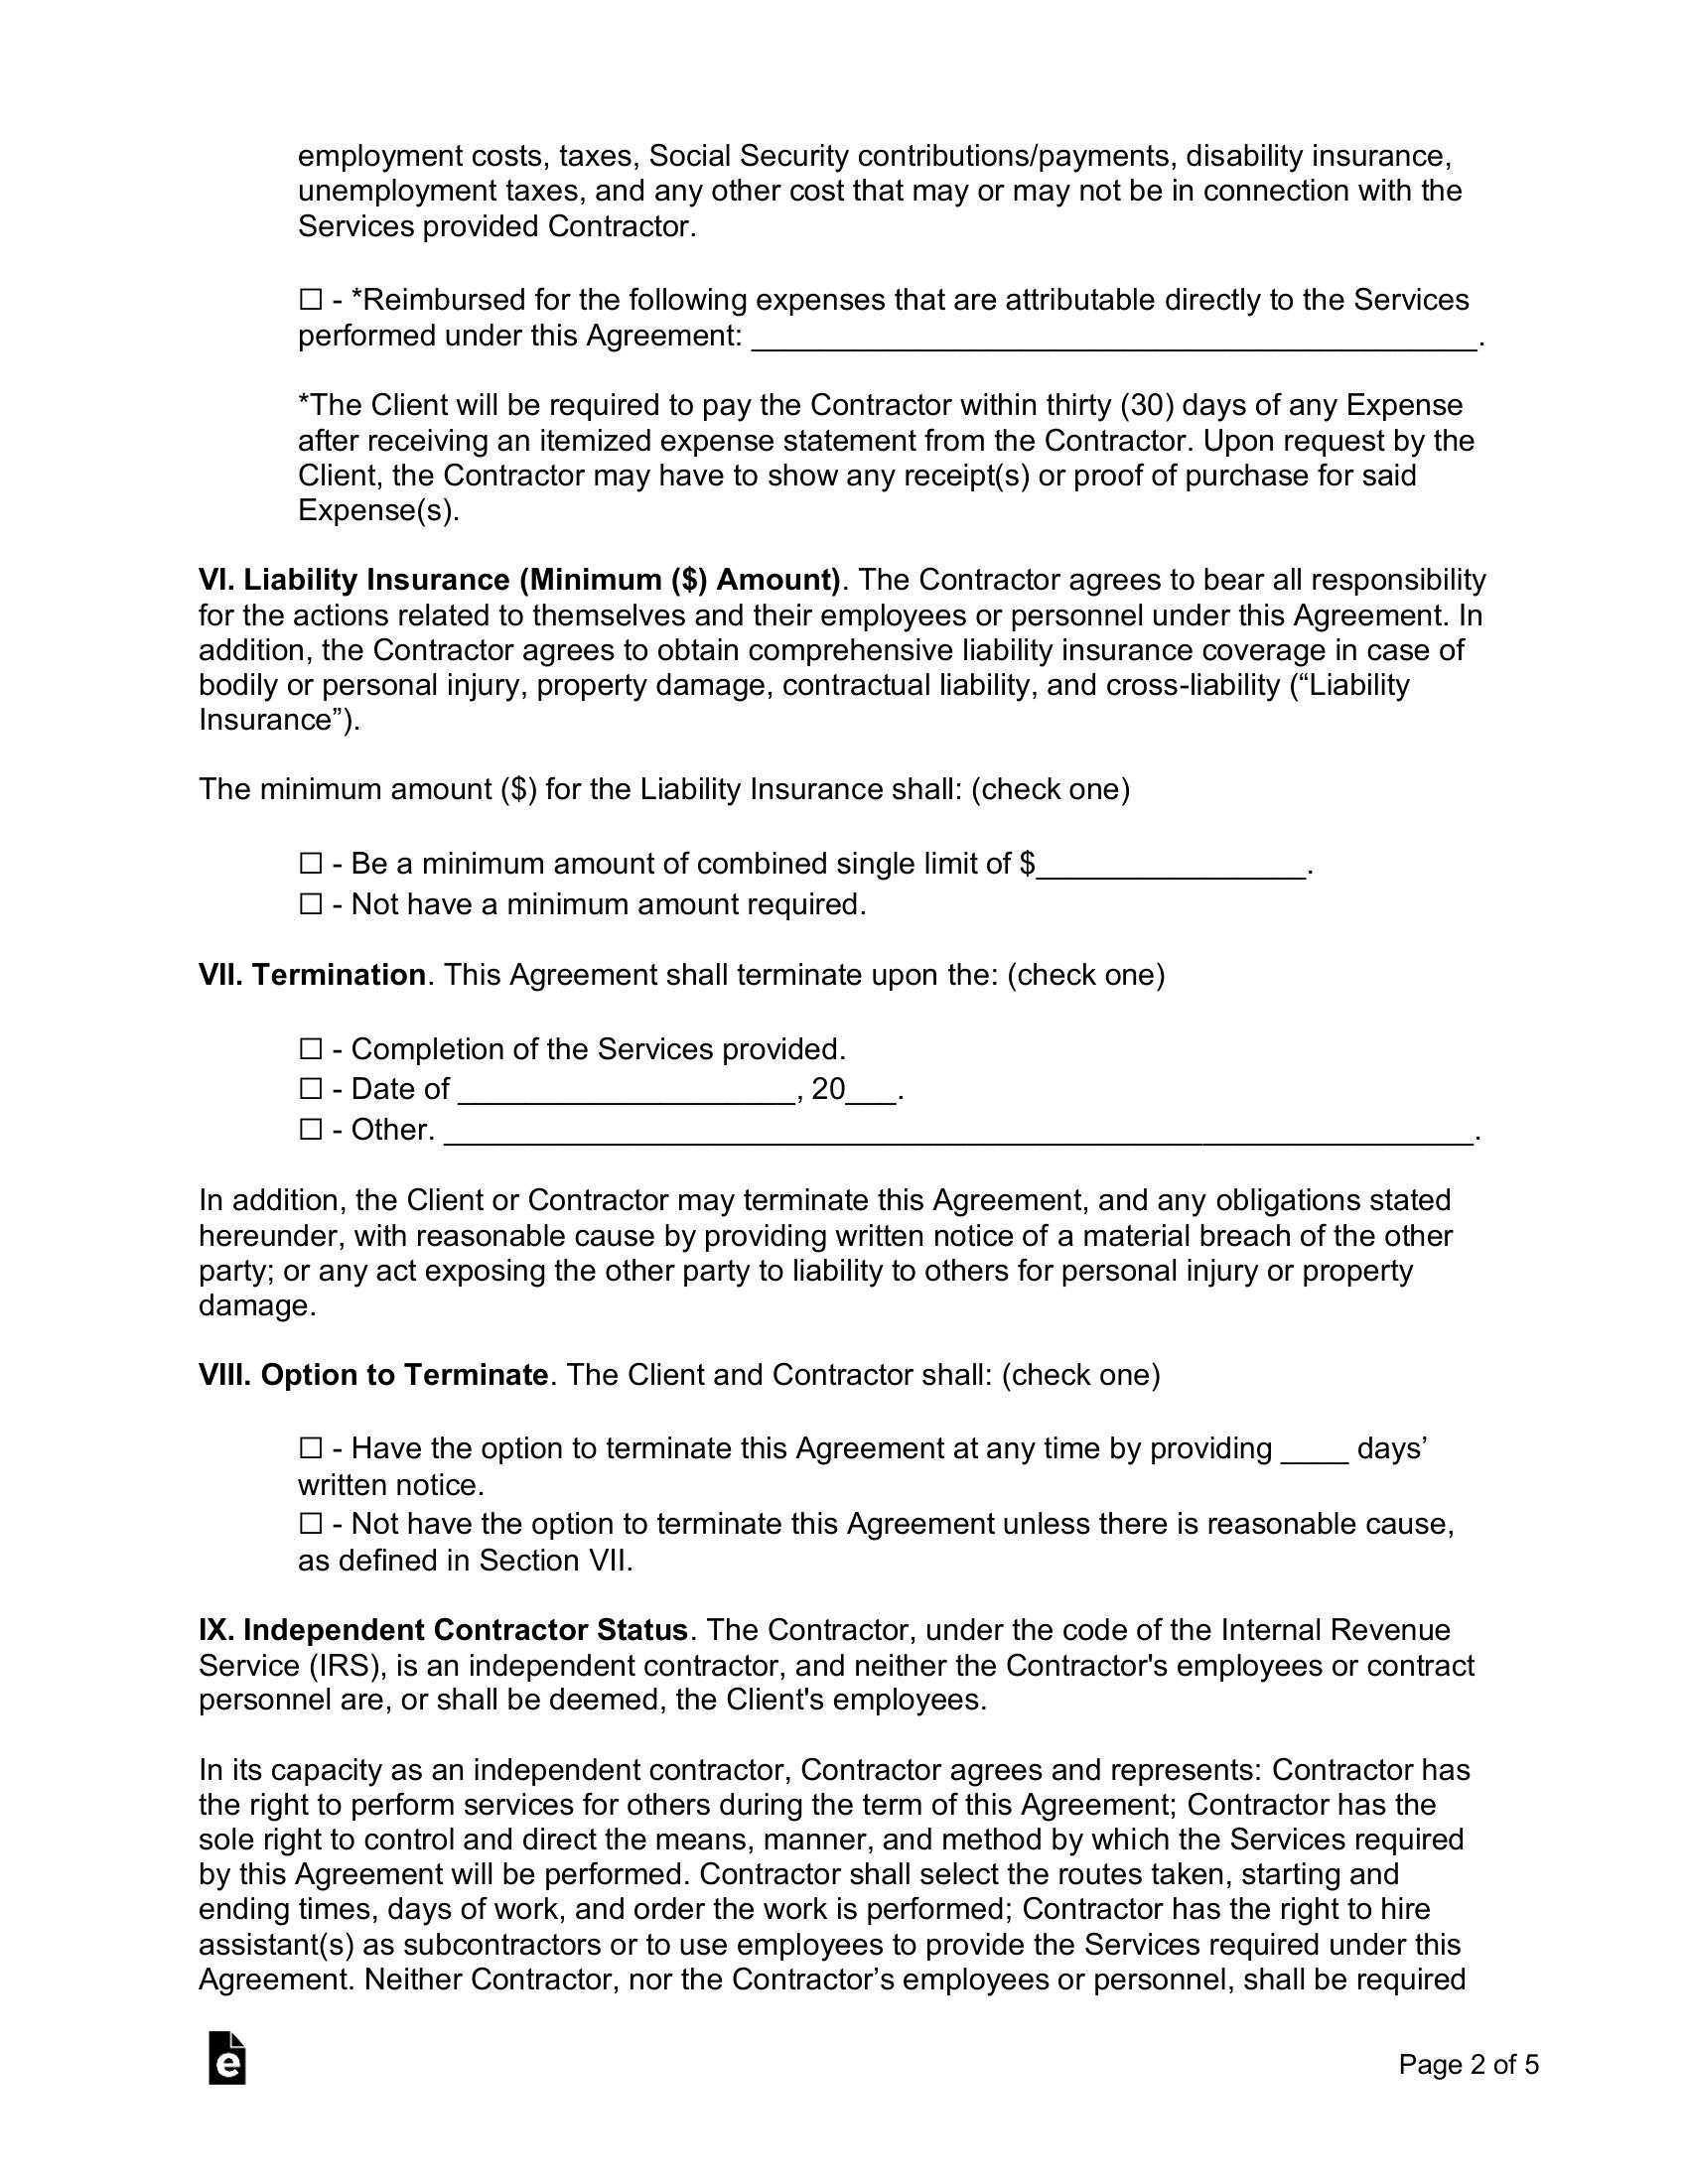 employment costs, taxes, Social Security contributions/payments, disability insurance,
unemployment taxes, and any other cost that may or may not be in connection with the
Services provided Contractor.
☐ - *Reimbursed for the following expenses that are attributable directly to the Services
performed under this Agreement: ___________________________________________.
*The Client will be required to pay the Contractor within thirty (30) days of any Expense
after receiving an itemized expense statement from the Contractor. Upon request by the
Client, the Contractor may have to show any receipt(s) or proof of purchase for said
Expense(s).
VI. Liability Insurance (Minimum ($) Amount). The Contractor agrees to bear all responsibility
for the actions related to themselves and their employees or personnel under this Agreement. In
addition, the Contractor agrees to obtain comprehensive liability insurance coverage in case of
bodily or personal injury, property damage, contractual liability, and cross-liability (“Liability
Insurance”).
The minimum amount ($) for the Liability Insurance shall: (check one)
☐ - Be a minimum amount of combined single limit of $________________.
☐ - Not have a minimum amount required.
VII. Termination. This Agreement shall terminate upon the: (check one)
☐ - Completion of the Services provided.
☐ - Date of ____________________, 20___.
☐ - Other. _____________________________________________________________.
In addition, the Client or Contractor may terminate this Agreement, and any obligations stated
hereunder, with reasonable cause by providing written notice of a material breach of the other
party; or any act exposing the other party to liability to others for personal injury or property
damage.
VIII. Option to Terminate. The Client and Contractor shall: (check one)
☐ - Have the option to terminate this Agreement at any time by providing ____ days’
written notice.
☐ - Not have the option to terminate this Agreement unless there is reasonable cause,
as defined in Section VII.
IX. Independent Contractor Status. The Contractor, under the code of the Internal Revenue
Service (IRS), is an independent contractor, and neither the Contractor's employees or contract
personnel are, or shall be deemed, the Client's employees.
In its capacity as an independent contractor, Contractor agrees and represents: Contractor has
the right to perform services for others during the term of this Agreement; Contractor has the
sole right to control and direct the means, manner, and method by which the Services required
by this Agreement will be performed. Contractor shall select the routes taken, starting and
ending times, days of work, and order the work is performed; Contractor has the right to hire
assistant(s) as subcontractors or to use employees to provide the Services required under this
Agreement. Neither Contractor, nor the Contractor’s employees or personnel, shall be required
e
Page 2 of 5